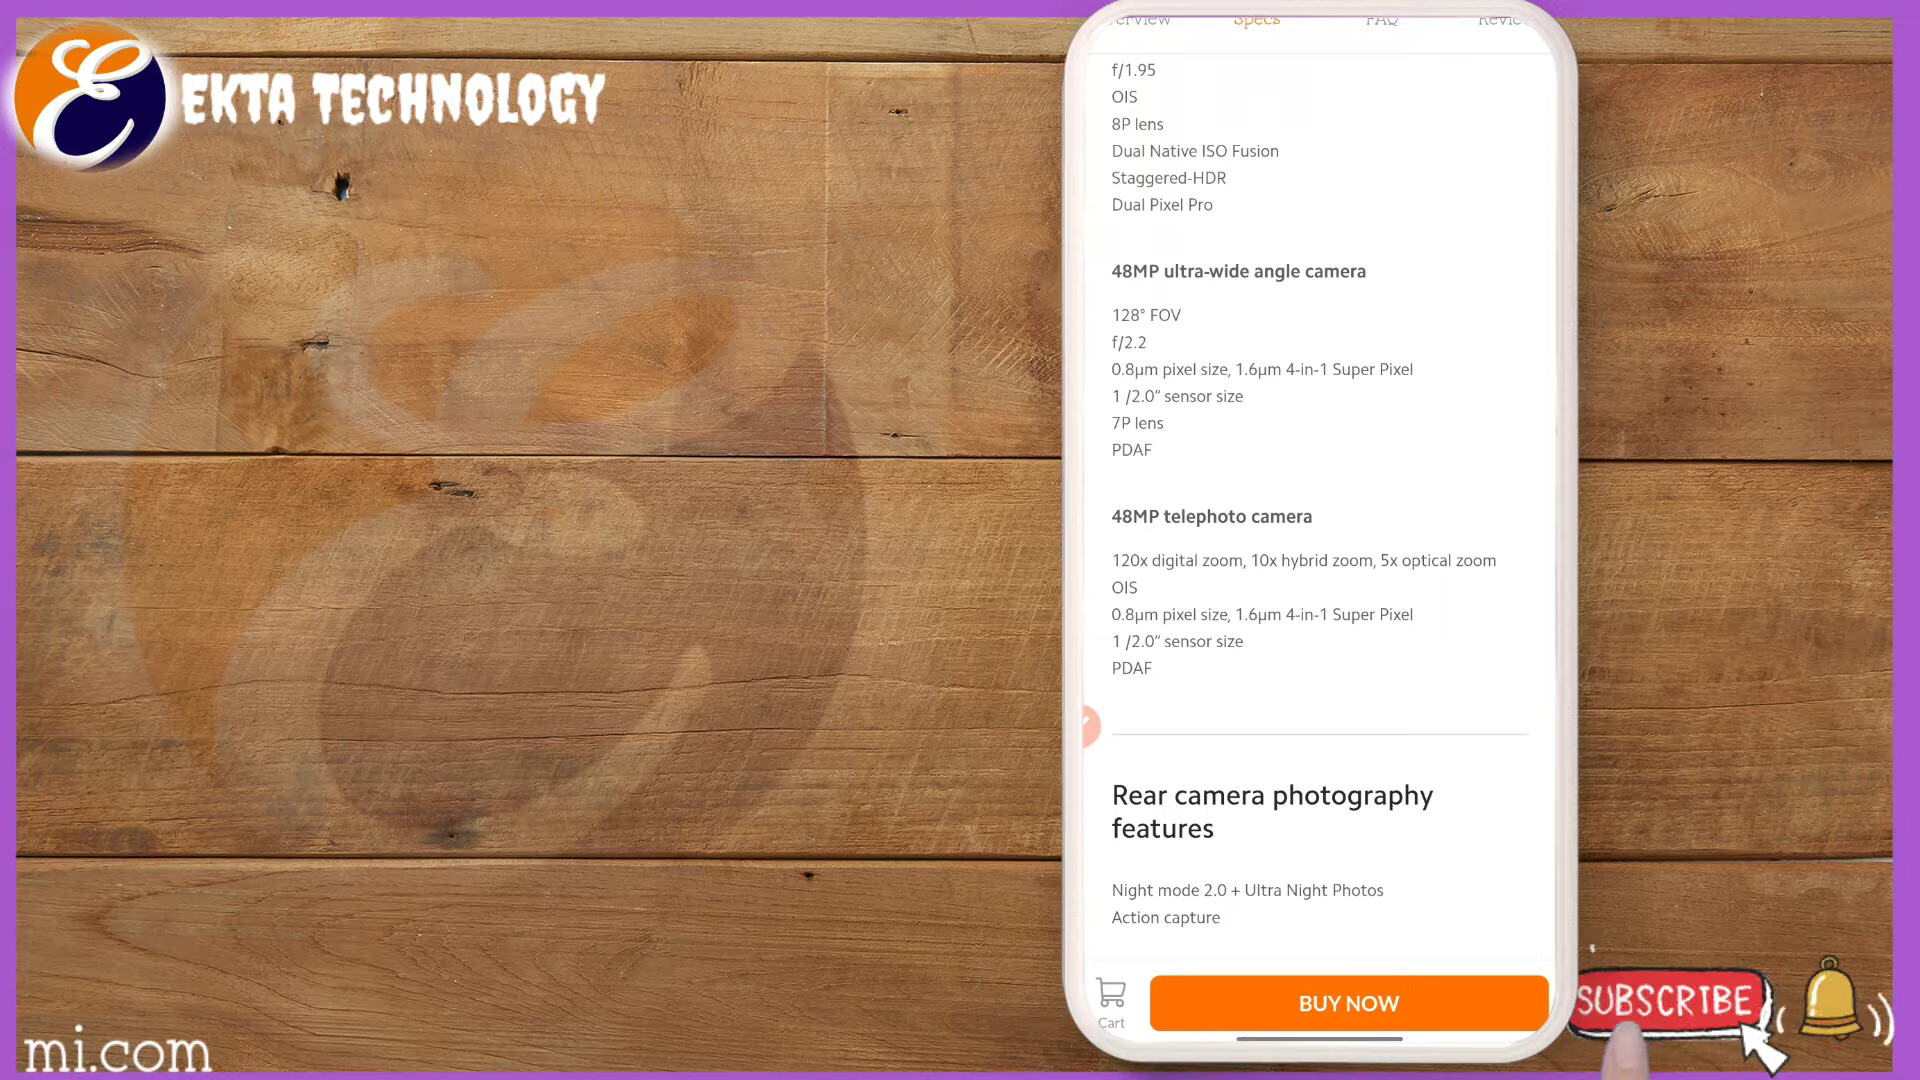 EKTA TECHNOLOGY
Specs
FAQ
f/1.95
OIS
8P lens
Dual Native ISO Fusion
Staggered-HDR
Dual Pixel Pro
48MP ultra-wide angle camera
128° FOV
f/2.2
0.8μm pixel size, 1.6μm 4-in-1 Super Pixel
1 /2.0” sensor size
7P lens
PDAF
48MP telephoto camera
120x digital zoom, 10x hybrid zoom, 5x optical zoom
OIS
0.8μm pixel size, 1.6μm 4-in-1 Super Pixel
1 /2.0” sensor size
PDAF
Rear camera photography
features
Night mode 2.0 + Ultra Night Photos
Action capture
Cart
BUY NOW
SUBSCRIBE
mi.com